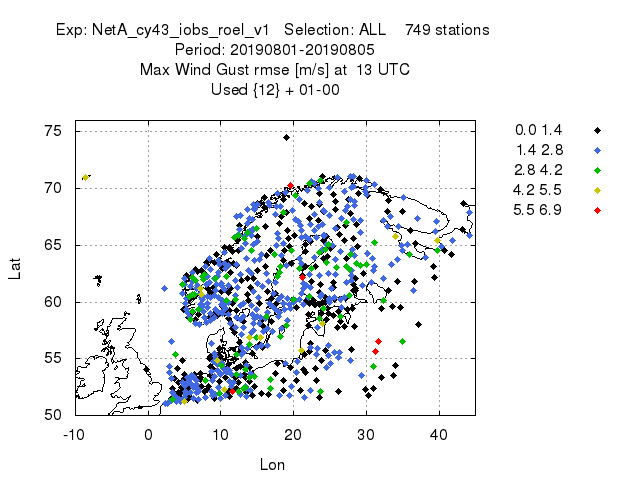 Exp: NetA_cy43_iobs_roel_v1 Selection: ALL 749 stations
Period: 20190801-20190805
Max Wind Gust rmse [m/s] at 13 UTC
Used {12} + 01-00
0.0 1.4
1.4 2.8
2.8 4.2
4.2 5.5
5.5 6.9
75
70
65
60
55
50
Lat
-10 0 10 20 30 40
Lon